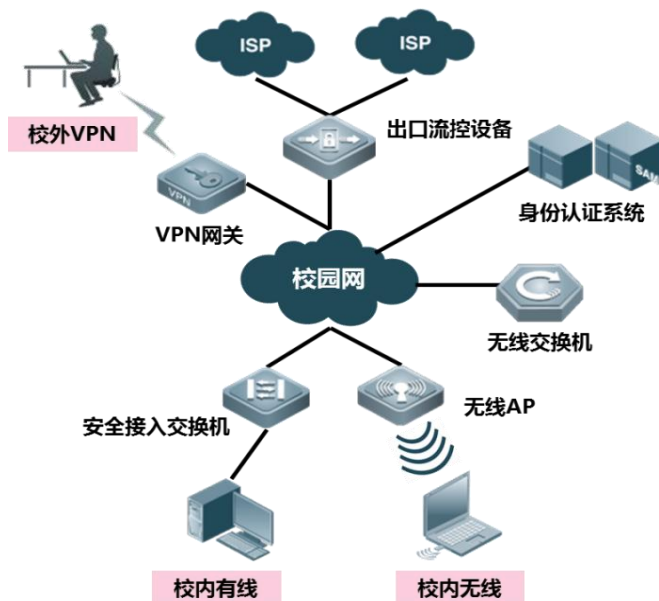 ISP
ISP
校外VPN
出口流控设备
VPN
VPN网关
SAM
身份认证系统
校园网
无线交换机
安全接入交换机
无线AP
校内有线
校内无线